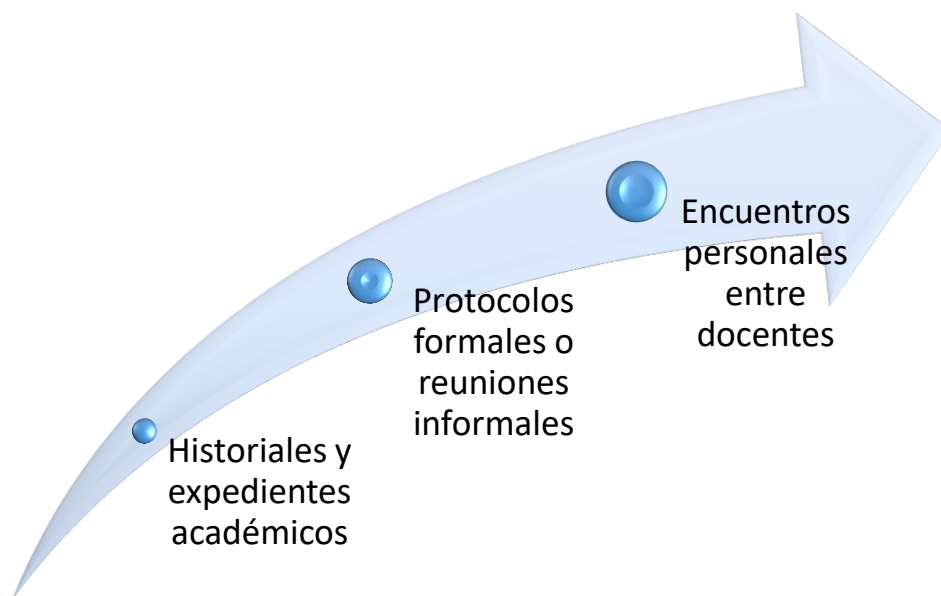 Historiales y
expedientes
académicos
Protocolos
formales o
reuniones
informales
Encuentros
personales
entre
docentes